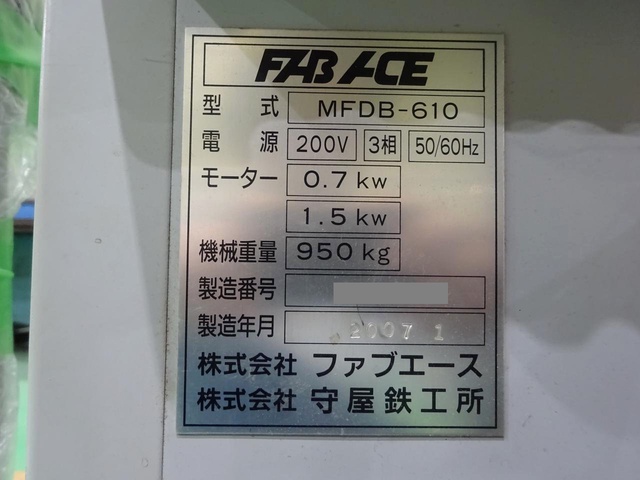 FAB ACE
型式 MFDB-610
電源 200V 3相 50/60Hz
モーター 0.7kw
1.5kw
機械重量 950kg
製造番号
製造年月 2007 1
株式会社 ファブエース
株式会社 守屋鉄工所